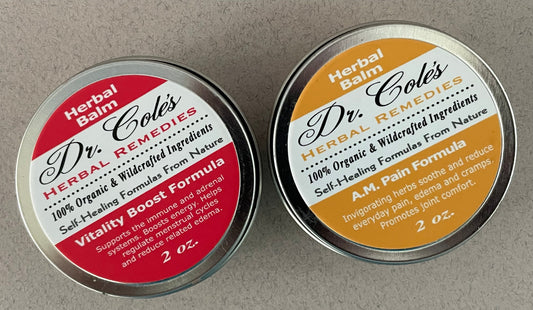 Herbal
Balm
Dr. Cole's
HERBAL REMEDIES
100% Organic & Wildcrafted Ingredients
Self-Healing Formulas From Nature
Vitality Boost Formula
Supports the immune and adrenal
systems. Boosts energy. Helps
regulate menstrual cycles
and reduce related edema.
2 oz.
Herbal
Balm
Dr. Cole's
HERBAL REMEDIES
100% Organic & Wildcrafted Ingredients
Self-Healing Formulas From Nature
A.M. Pain Formula
Invigorating herbs soothe and reduce
everyday pain, edema and cramps.
Promotes joint comfort.
2 oz.